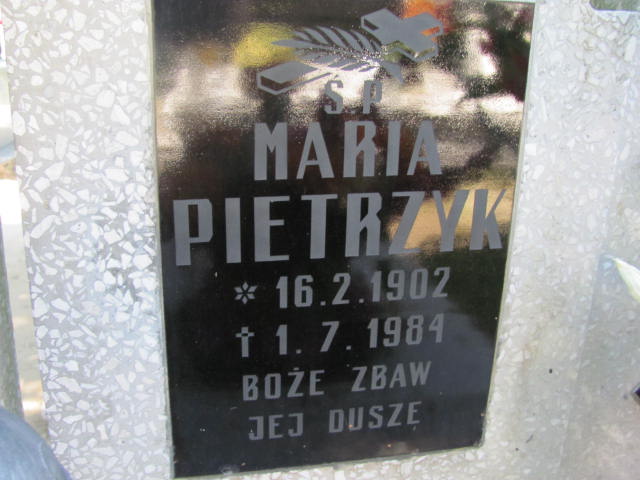 Ś.P.
MARIA
PIETRZYK
* 16.2.1902
† 1.7.1984
BOŻE ZBAW
JEJ DUSZĘ